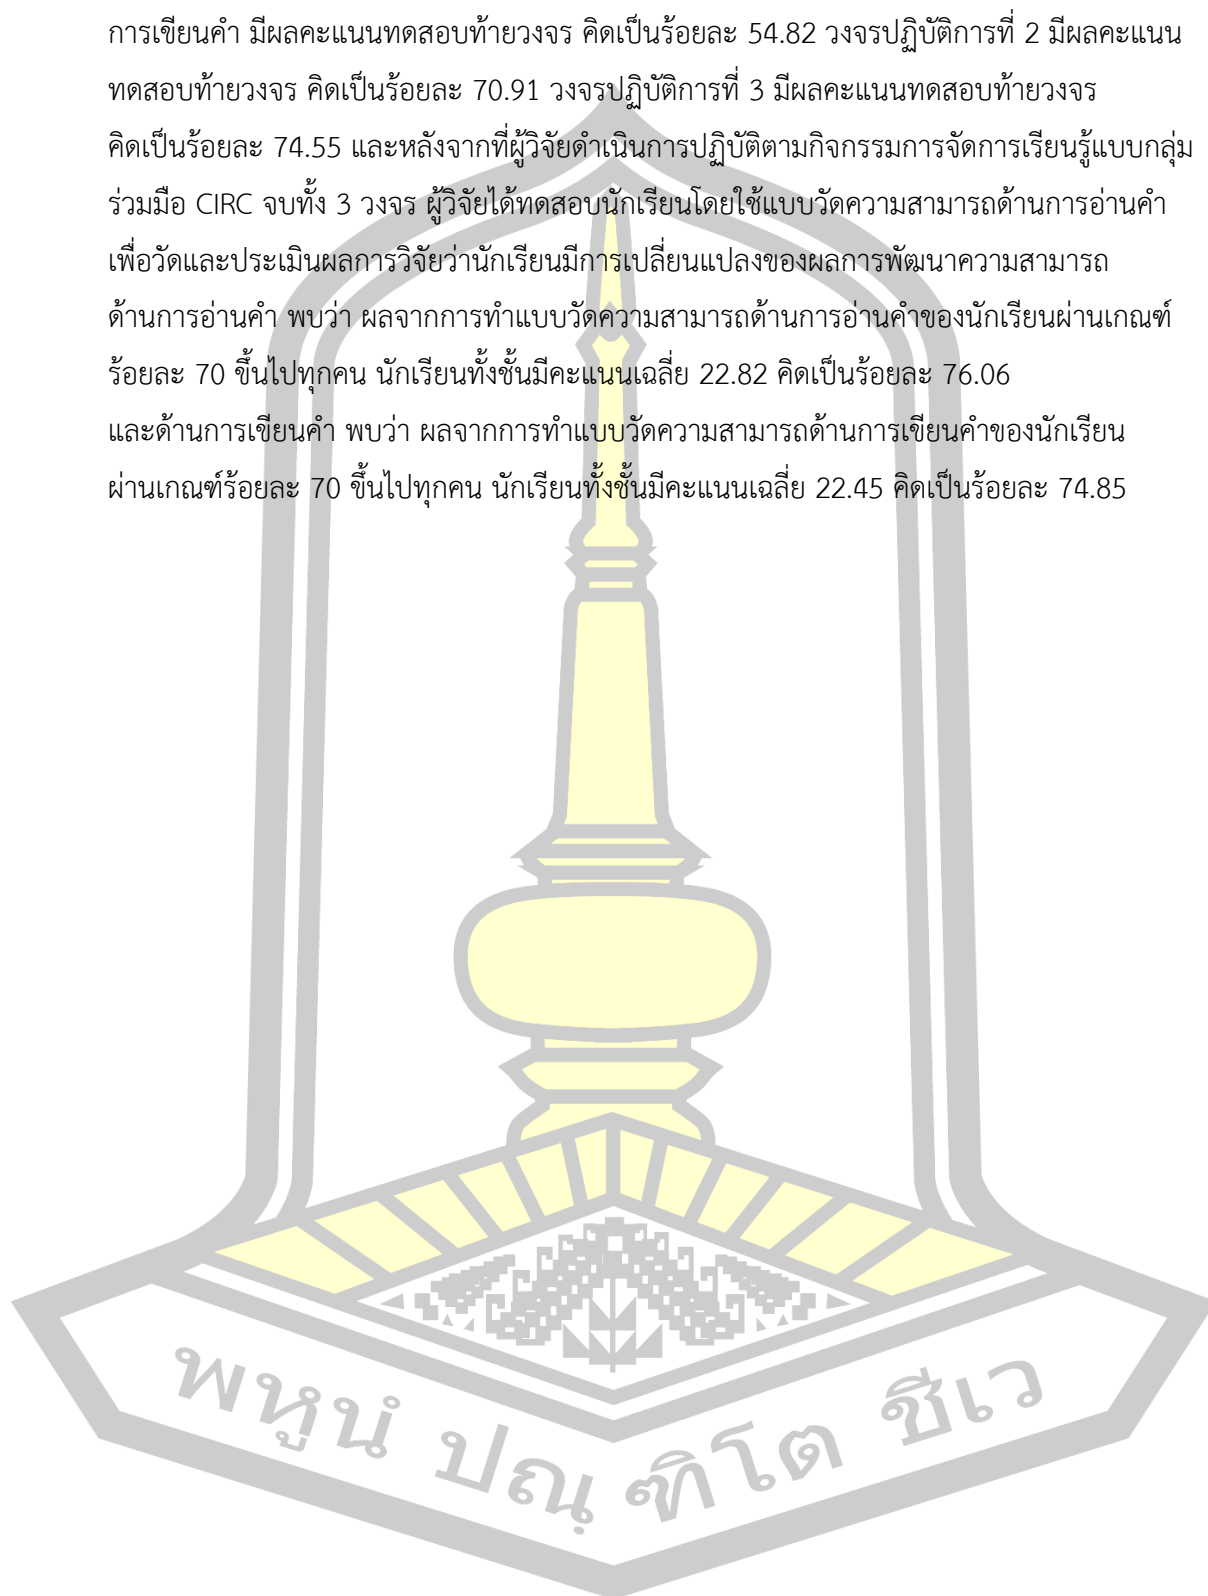 การเขียนคำ มีผลคะแนนทดสอบท้ายวงจร คิดเป็นร้อยละ 54.82 วงจรปฏิบัติการที่ 2 มีผลคะแนน
ทดสอบท้ายวงจร คิดเป็นร้อยละ 70.91 วงจรปฏิบัติการที่ 3 มีผลคะแนนทดสอบท้ายวงจร
คิดเป็นร้อยละ 74.55 และหลังจากที่ผู้วิจัยดำเนินการปฏิบัติตามกิจกรรมการจัดการเรียนรู้แบบกลุ่ม
ร่วมมือ CIRC จบทั้ง 3 วงจร ผู้วิจัยได้ทดสอบนักเรียนโดยใช้แบบวัดความสามารถด้านการอ่านคำ
เพื่อวัดและประเมินผลการวิจัยว่านักเรียนมีการเปลี่ยนแปลงของผลการพัฒนาความสามารถ
ด้านการอ่านคำ พบว่า ผลจากการทำแบบวัดความสามารถด้านการอ่านคำของนักเรียนผ่านเกณฑ์
ร้อยละ 70 ขึ้นไปทุกคน นักเรียนทั้งชั้นมีคะแนนเฉลี่ย 22.82 คิดเป็นร้อยละ 76.06
และด้านการเขียนคำ พบว่า ผลจากการทำแบบวัดความสามารถด้านการเขียนคำของนักเรียน
ผ่านเกณฑ์ร้อยละ 70 ขึ้นไปทุกคน นักเรียนทั้งชั้นมีคะแนนเฉลี่ย 22.45 คิดเป็นร้อยละ 74.85
พหูนํ ปณฺฑิโต ชีเว